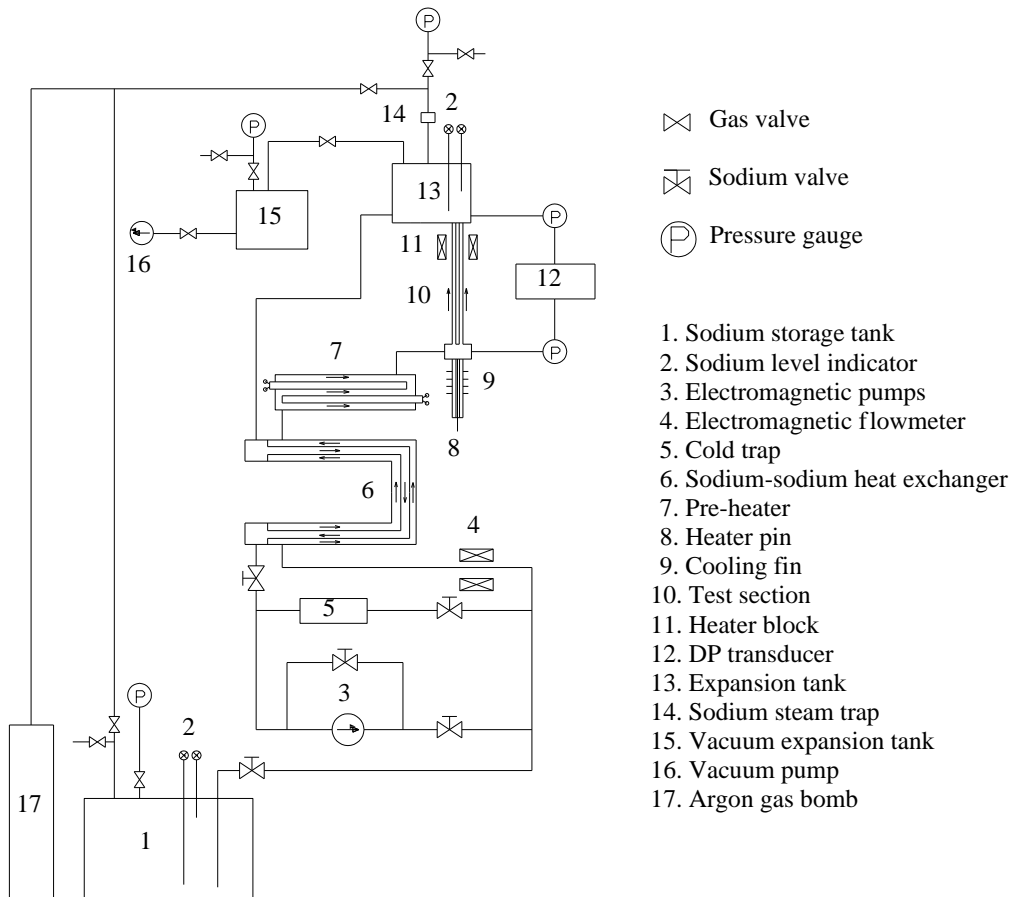 P
14
2
P
13
15
16
11
P
12
10
P
7
9
8
6
4
5
3
P
2
17
1
Gas valve
Sodium valve
P Pressure gauge
1. Sodium storage tank
2. Sodium level indicator
3. Electromagnetic pumps
4. Electromagnetic flowmeter
5. Cold trap
6. Sodium-sodium heat exchanger
7. Pre-heater
8. Heater pin
9. Cooling fin
10. Test section
11. Heater block
12. DP transducer
13. Expansion tank
14. Sodium steam trap
15. Vacuum expansion tank
16. Vacuum pump
17. Argon gas bomb